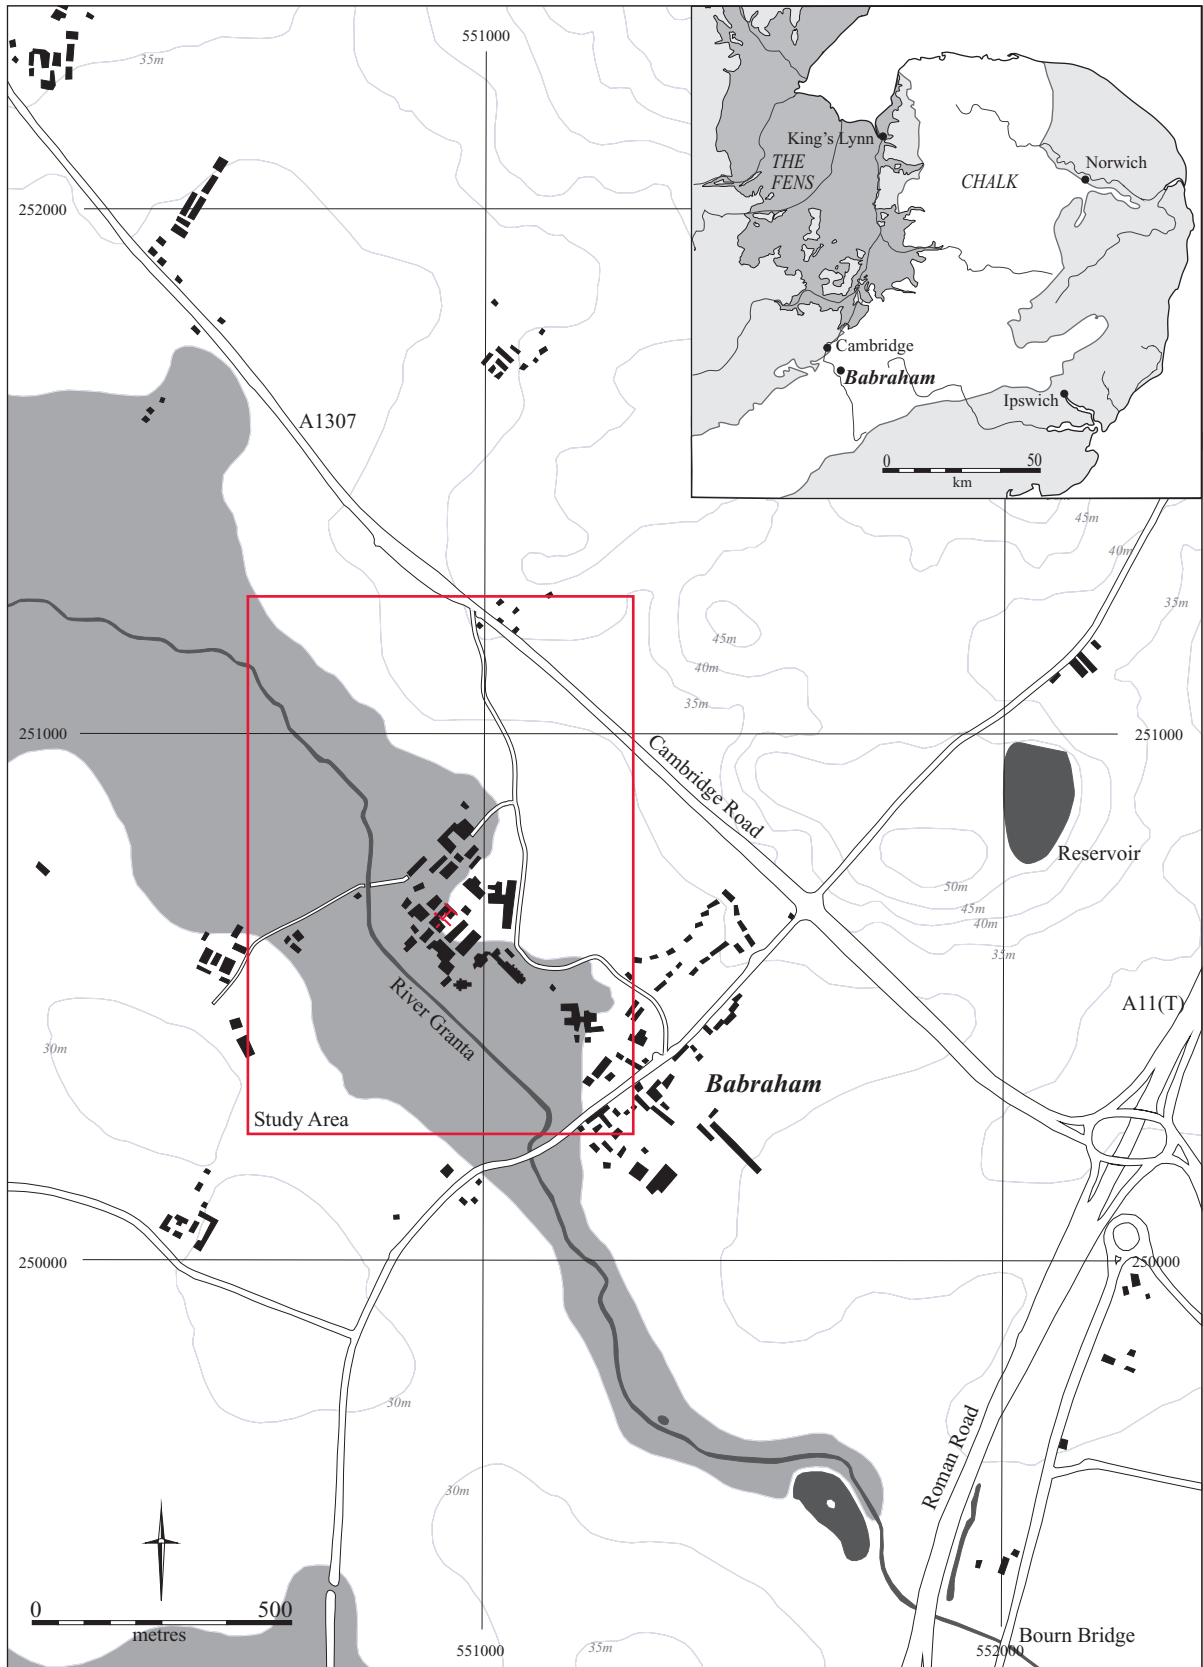 551000
35m
King's Lynn
THE
FENS
CHALK
Norwich
252000
Cambridge
Babraham
Ipswich
A1307
0
50
km
45m
40m
35m
45m
40m
35m
251000
251000
Cambridge Road
Reservoir
50m
45m
40m
35m
River Granta
A11(T)
30m
Babraham
Study Area
250000
250000
30m
Roman Road
30m
0
500
metres
35m
551000
552000
Bourn Bridge